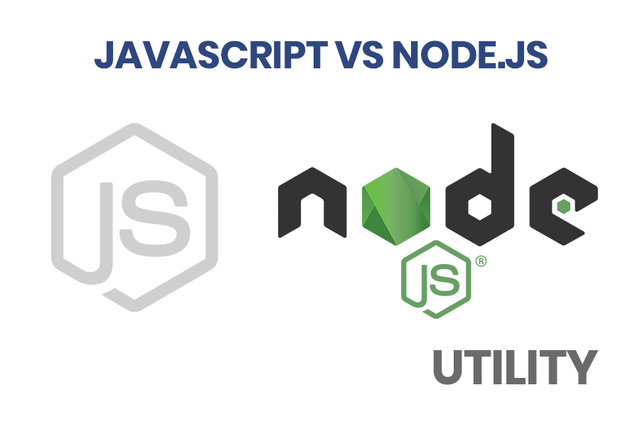 JAVASCRIPT VS NODE.JS
JS
node
JS ®
UTILITY